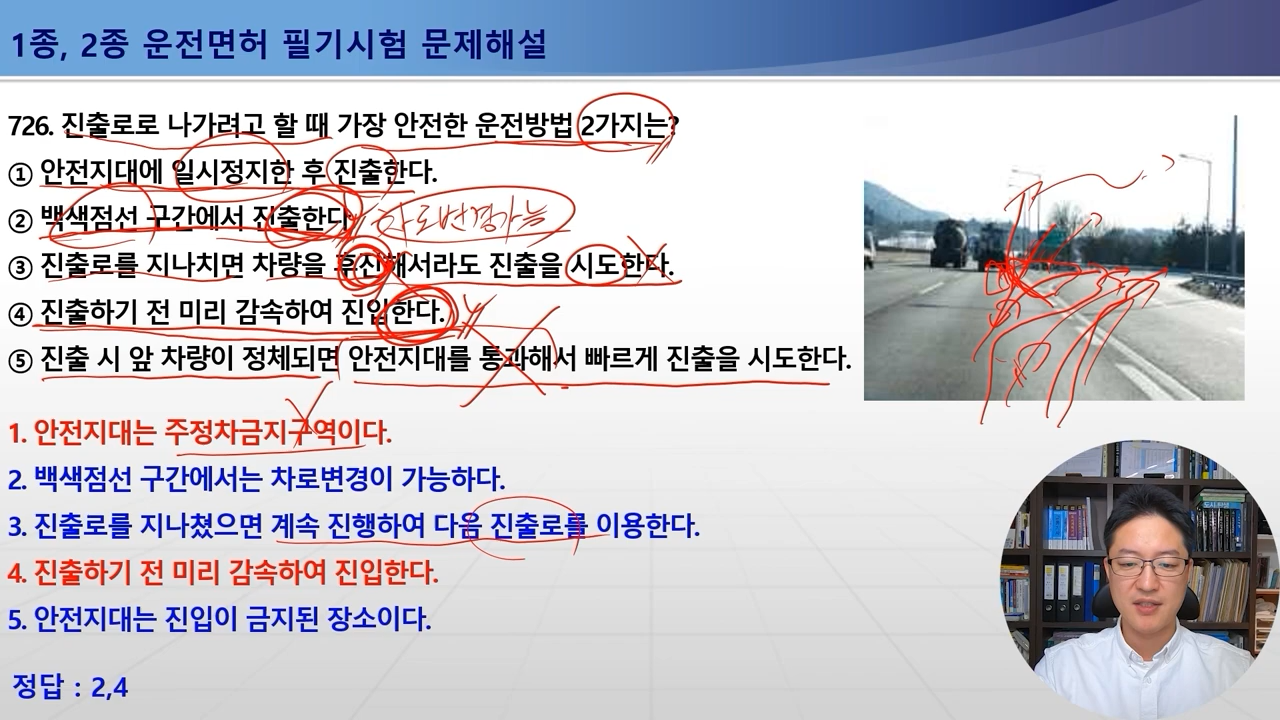 1종, 2종 운전면허 필기시험 문제해설
726. 진출로로 나가려고 할 때 가장 안전한 운전방법 2가지는?
① 안전지대에 일시정지한 후 진출한다.
② 백색점선 구간에서 진출한다. 차로변경가능
③ 진출로를 지나치면 차량을 후진해서라도 진출을 시도한다.
④ 진출하기 전 미리 감속하여 진입한다.
⑤ 진출 시 앞 차량이 정체되면 안전지대를 통과해서 빠르게 진출을 시도한다.
1. 안전지대는 주정차금지구역이다.
2. 백색점선 구간에서는 차로변경이 가능하다.
3. 진출로를 지나쳤으면 계속 진행하여 다음 진출로를 이용한다.
4. 진출하기 전 미리 감속하여 진입한다.
5. 안전지대는 진입이 금지된 장소이다.
정답 : 2,4